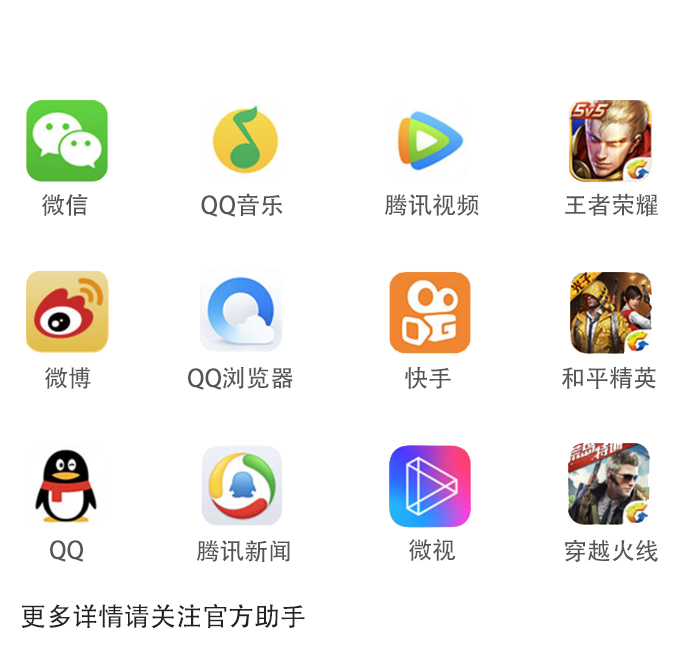 5v5
微信
QQ音乐
腾讯视频
王者荣耀
微博
QQ浏览器
快手
和平精英
QQ
腾讯新闻
微视
穿越火线
更多详情请关注官方助手